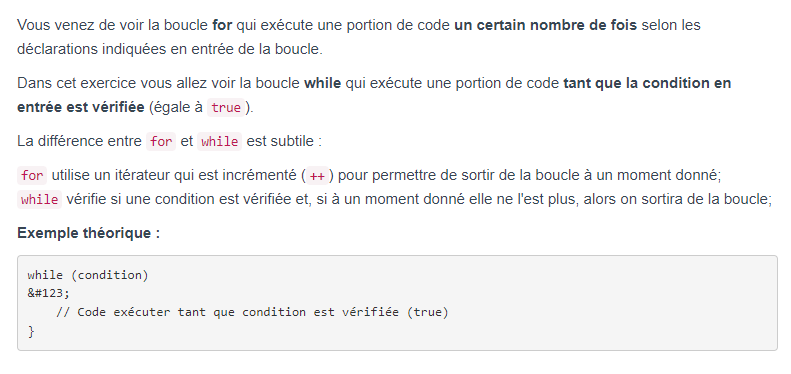 Vous venez de voir la boucle for qui exécute une portion de code un certain nombre de fois selon les
déclarations indiquées en entrée de la boucle.
Dans cet exercice vous allez voir la boucle while qui exécute une portion de code tant que la condition en
entrée est vérifiée (égale à true ).
La différence entre for et while est subtile :
for utilise un itérateur qui est incrémenté ( ++ ) pour permettre de sortir de la boucle à un moment donné;
while vérifie si une condition est vérifiée et, si à un moment donné elle ne l'est plus, alors on sortira de la boucle;
Exemple théorique :
while (condition)
&#123;
    // Code exécuter tant que condition est vérifiée (true)
}